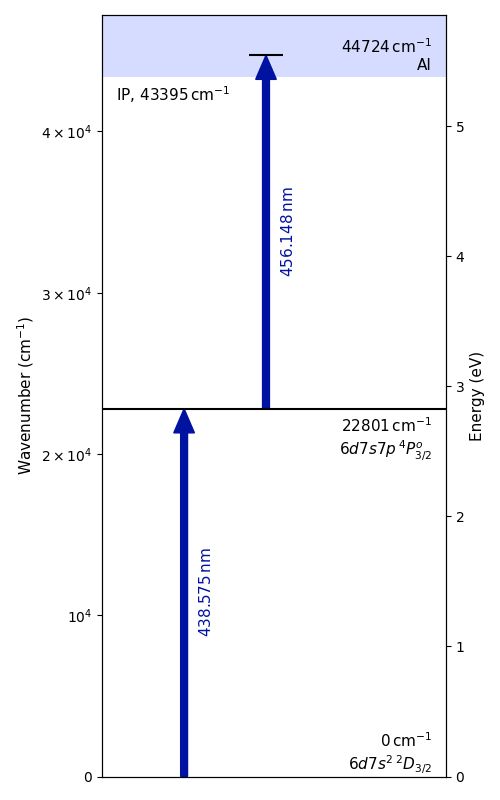 44724 cm⁻¹
AI
IP, 43395 cm⁻¹
4 × 10⁴
3 × 10⁴
2 × 10⁴
10⁴
0
Wavenumber (cm⁻¹)
456.148 nm
438.575 nm
22801 cm⁻¹
6d7s7p ⁴P°₃/₂
0 cm⁻¹
6d7s² ²D₃/₂
5
4
3
2
1
0
Energy (eV)